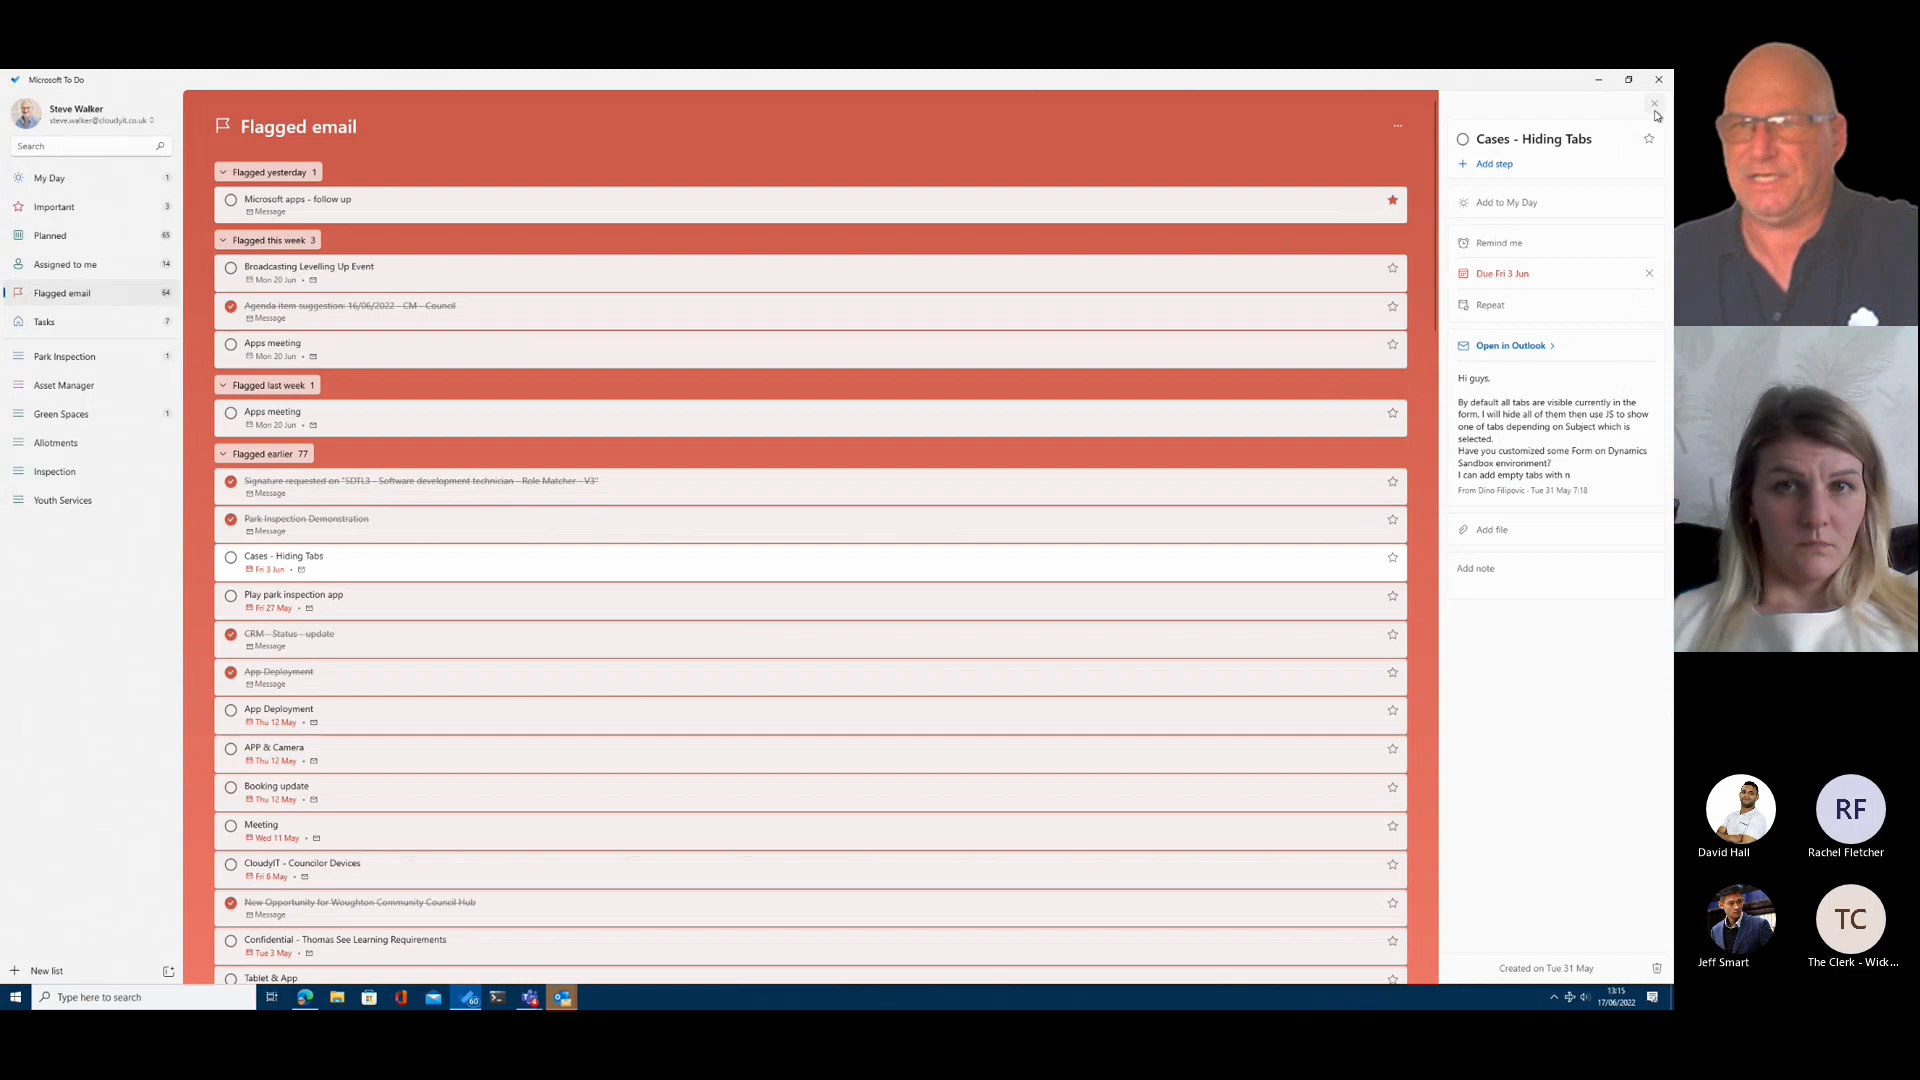 Microsoft To Do
Steve Walker
steve.walker@cloudyit.co.uk
Search
My Day 1
Important 3
Planned 65
Assigned to me 14
Flagged email 64
Tasks 7
Park Inspection 1
Asset Manager
Green Spaces 1
Allotments
Inspection
Youth Services
New list
Flagged email
Flagged yesterday 1
Microsoft apps - follow up
Message
Flagged this week 3
Broadcasting Levelling Up Event
Mon 20 Jun
Agenda item suggestion: 16/06/2022 - CM - Council
Message
Apps meeting
Mon 20 Jun
Flagged last week 1
Apps meeting
Mon 20 Jun
Flagged earlier 77
Signature requested on "SDTL3 - Software development technician - Role Matcher - V3"
Message
Park Inspection Demonstration
Message
Cases - Hiding Tabs
Fri 3 Jun
Play park inspection app
Fri 27 May
CRM - Status - update
Message
App Deployment
Message
App Deployment
Thu 12 May
APP & Camera
Thu 12 May
Booking update
Thu 12 May
Meeting
Wed 11 May
CloudyIT - Councilor Devices
Fri 6 May
New Opportunity for Woughton Community Council Hub
Message
Confidential - Thomas See Learning Requirements
Tue 3 May
Tablet & App
Cases - Hiding Tabs
Add step
Add to My Day
Remind me
Due Fri 3 Jun
Repeat
Open in Outlook
Hi guys,
By default all tabs are visible currently in the
form. I will hide all of them then use JS to show
one of tabs depending on Subject which is
selected.
Have you customized some Form on Dynamics
Sandbox environment?
I can add empty tabs with n
From Dino Filipovic · Tue 31 May 7:18
Add file
Add note
Created on Tue 31 May
Type here to search
60
13:15
17/06/2022
David Hall
RF
Rachel Fletcher
Jeff Smart
TC
The Clerk - Wick...